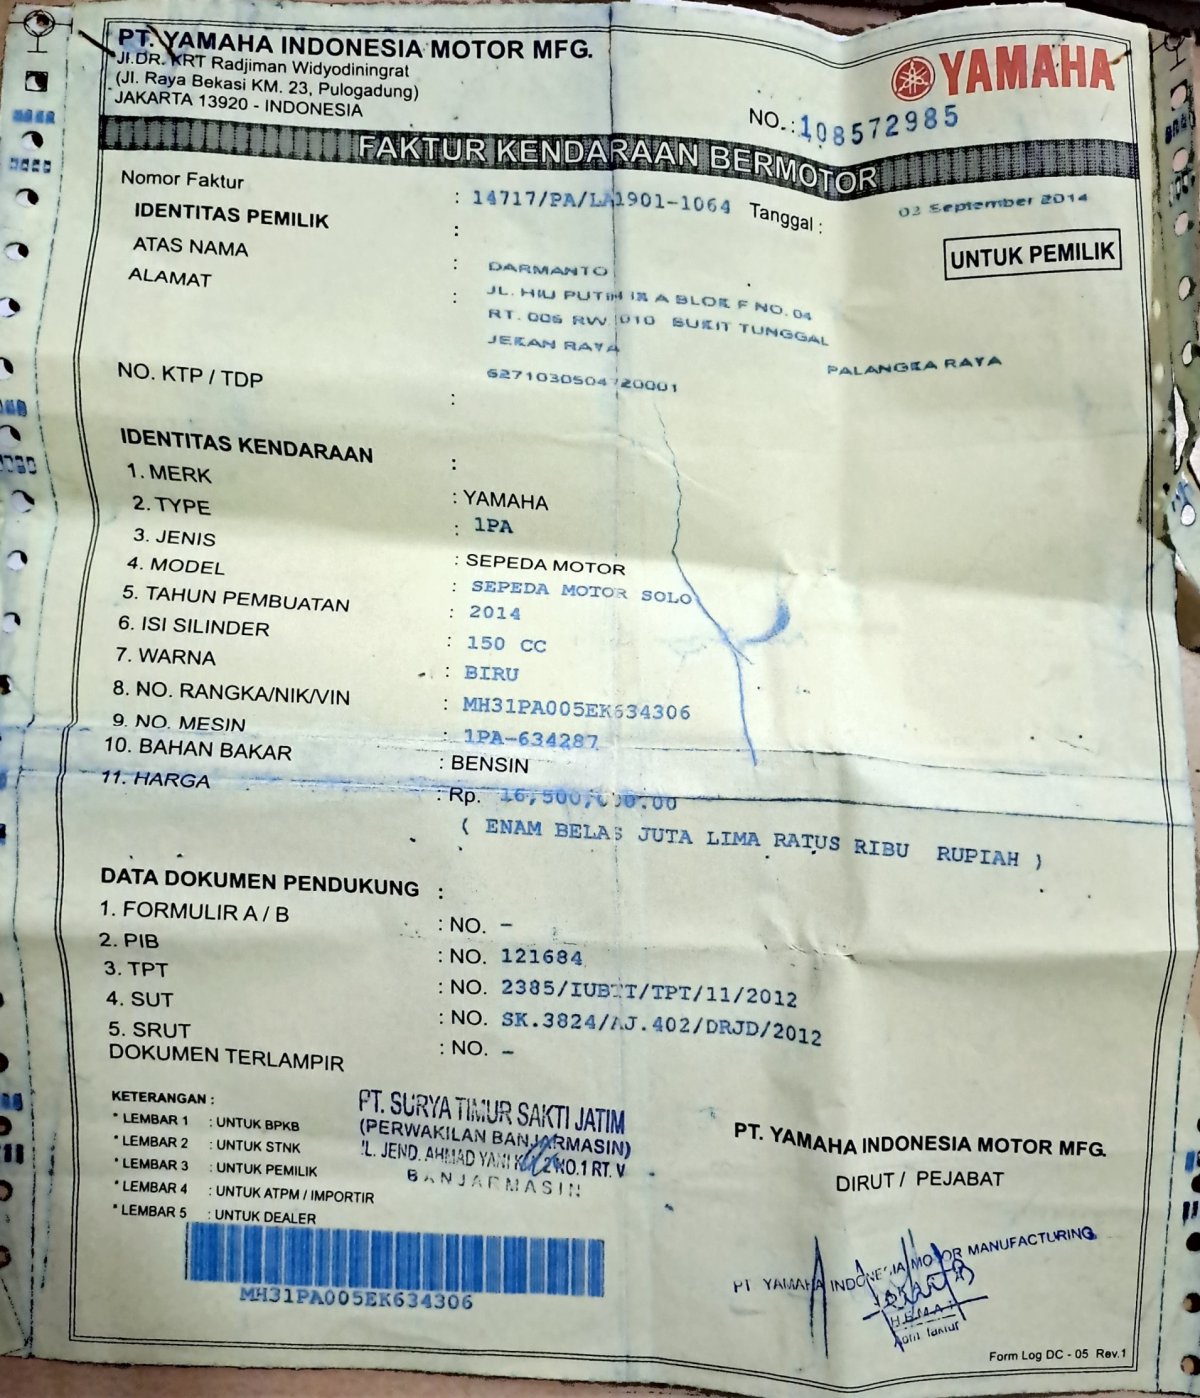 PT. YAMAHA INDONESIA MOTOR MFG.
Jl.DR. KRT Radjiman Widyodiningrat
(Jl. Raya Bekasi KM. 23, Pulogadung)
JAKARTA 13920 - INDONESIA
YAMAHA
NO.: 108572985
FAKTUR KENDARAAN BERMOTOR
Nomor Faktur : 14717/PA/LA1901-1064 Tanggal : 03 September 2014
IDENTITAS PEMILIK :
UNTUK PEMILIK
ATAS NAMA : DARMANTO
ALAMAT : JL. HIU PUTIH IX A BLOK F NO. 04
RT. 005 RW. 010 BUKIT TUNGGAL
JEKAN RAYA PALANGKA RAYA
NO. KTP / TDP : 6271030504720001
IDENTITAS KENDARAAN :
1. MERK : YAMAHA
2. TYPE : 1PA
3. JENIS : SEPEDA MOTOR
4. MODEL : SEPEDA MOTOR SOLO
5. TAHUN PEMBUATAN : 2014
6. ISI SILINDER : 150 CC
7. WARNA : BIRU
8. NO. RANGKA/NIK/VIN : MH31PA005EK634306
9. NO. MESIN : 1PA-634287
10. BAHAN BAKAR : BENSIN
11. HARGA : Rp. 16,500,000.00
( ENAM BELAS JUTA LIMA RATUS RIBU RUPIAH )
DATA DOKUMEN PENDUKUNG :
1. FORMULIR A / B : NO. -
2. PIB : NO. 121684
3. TPT : NO. 2385/IUBTT/TPT/11/2012
4. SUT : NO. SK.3824/AJ.402/DRJD/2012
5. SRUT : NO. -
DOKUMEN TERLAMPIR
KETERANGAN :
* LEMBAR 1 : UNTUK BPKB
* LEMBAR 2 : UNTUK STNK
* LEMBAR 3 : UNTUK PEMILIK
* LEMBAR 4 : UNTUK ATPM / IMPORTIR
* LEMBAR 5 : UNTUK DEALER
PT. SURYA TIMUR SAKTI JATIM
(PERWAKILAN BANJARMASIN)
JL. JEND. AHMAD YANI NO.1 RT. V
BANJARMASIN
MH31PA005EK634306
PT. YAMAHA INDONESIA MOTOR MFG.
DIRUT / PEJABAT
PT YAMAHA INDONESIA MOTOR MANUFACTURING
JAKARTA
Form Log DC - 05 Rev.1